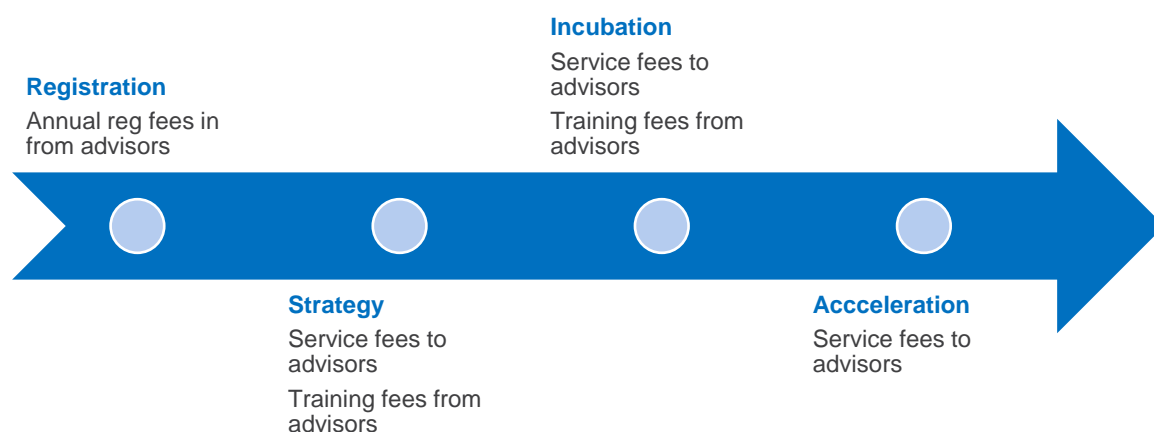 Registration
Annual reg fees in
from advisors
Strategy
Service fees to
advisors
Training fees from
advisors
Incubation
Service fees to
advisors
Training fees from
advisors
Accceleration
Service fees to
advisors